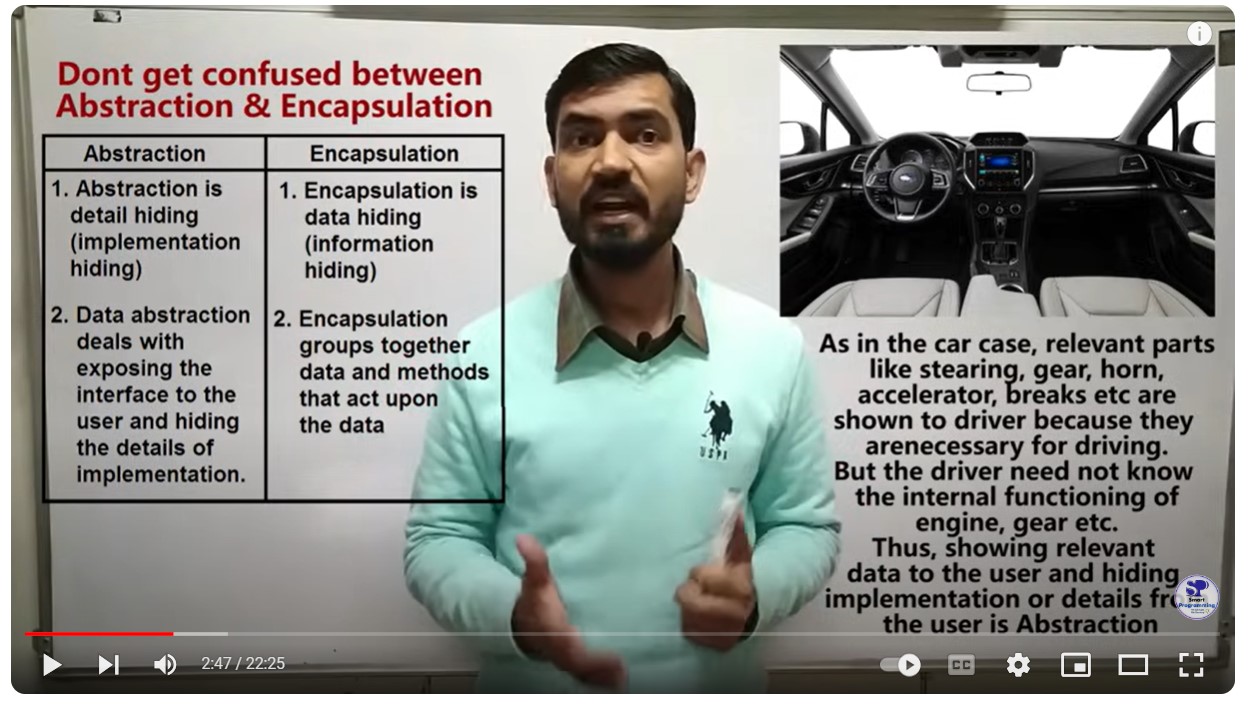 Dont get confused between
Abstraction & Encapsulation
Abstraction
1. Abstraction is
detail hiding
(implementation
hiding)
2. Data abstraction
deals with
exposing the
interface to the
user and hiding
the details of
implementation.
Encapsulation
1. Encapsulation is
data hiding
(information
hiding)
2. Encapsulation
groups together
data and methods
that act upon
the data
USPA
As in the car case, relevant parts
like stearing, gear, horn,
accelerator, breaks etc are
shown to driver because they
arenecessary for driving.
But the driver need not know
the internal functioning of
engine, gear etc.
Thus, showing relevant
data to the user and hiding
implementation or details
the user is Abstraction
SP
Smart
Programming
2:47 / 22:25
CC